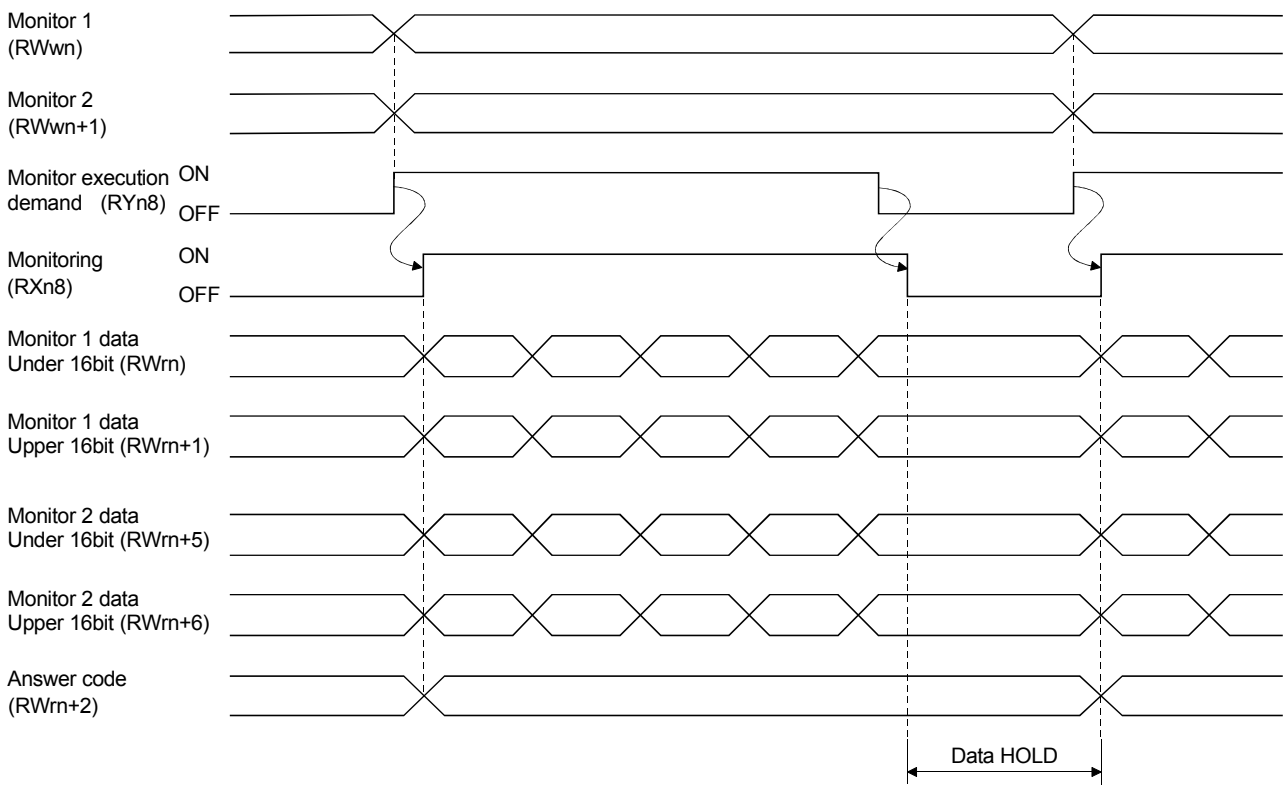 Monitor 1
(RWwn)
Monitor 2
(RWwn+1)
Monitor execution ON
demand (RYn8) OFF
Monitoring ON
(RXn8) OFF
Monitor 1 data
Under 16bit (RWrn)
Monitor 1 data
Upper 16bit (RWrn+1)
Monitor 2 data
Under 16bit (RWrn+5)
Monitor 2 data
Upper 16bit (RWrn+6)
Answer code
(RWrn+2)
Data HOLD